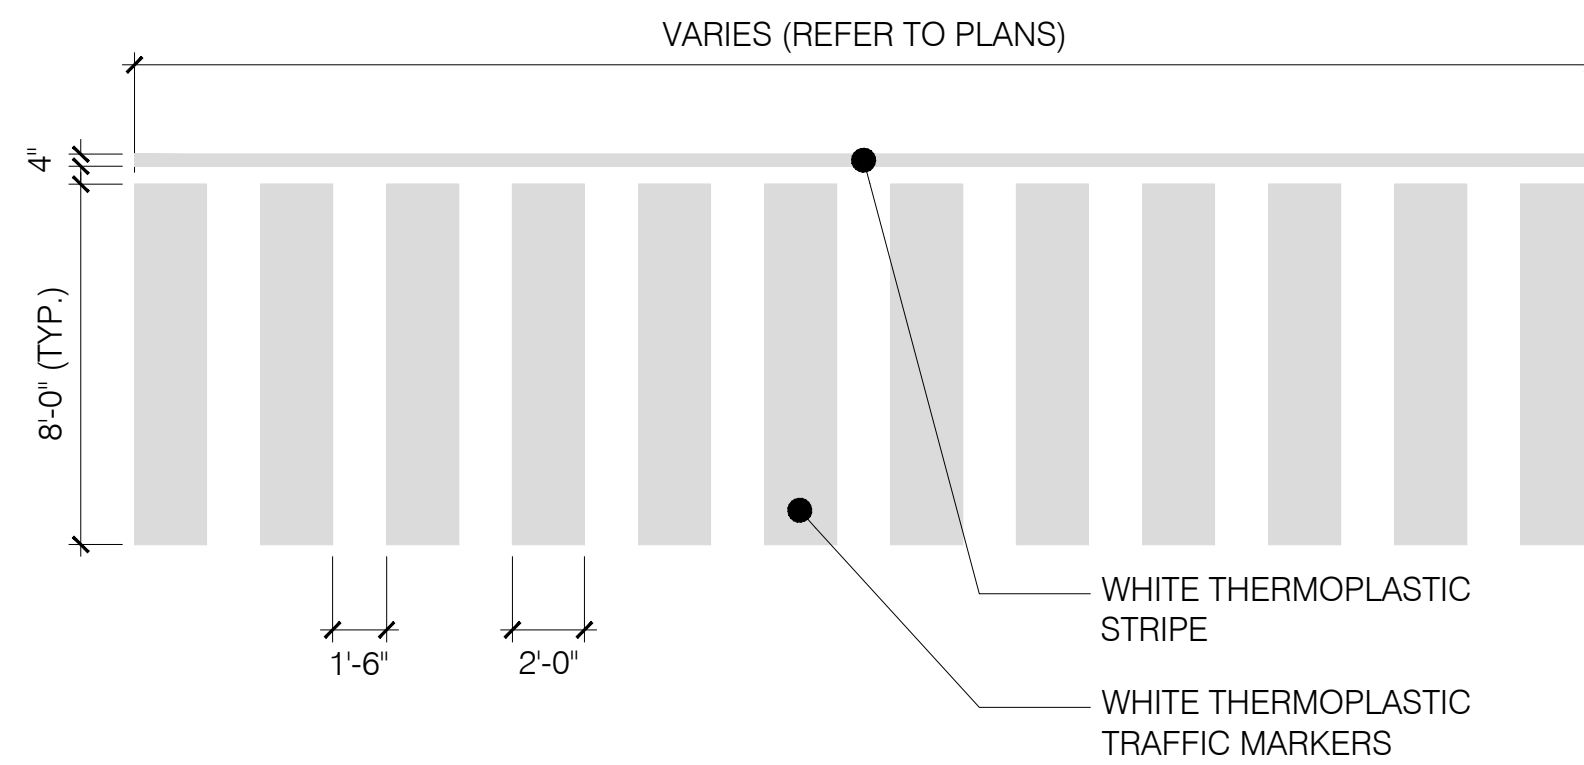 VARIES (REFER TO PLANS)
4"
8'-0" (TYP.)
1'-6"
2'-0"
WHITE THERMOPLASTIC
STRIPE
WHITE THERMOPLASTIC
TRAFFIC MARKERS